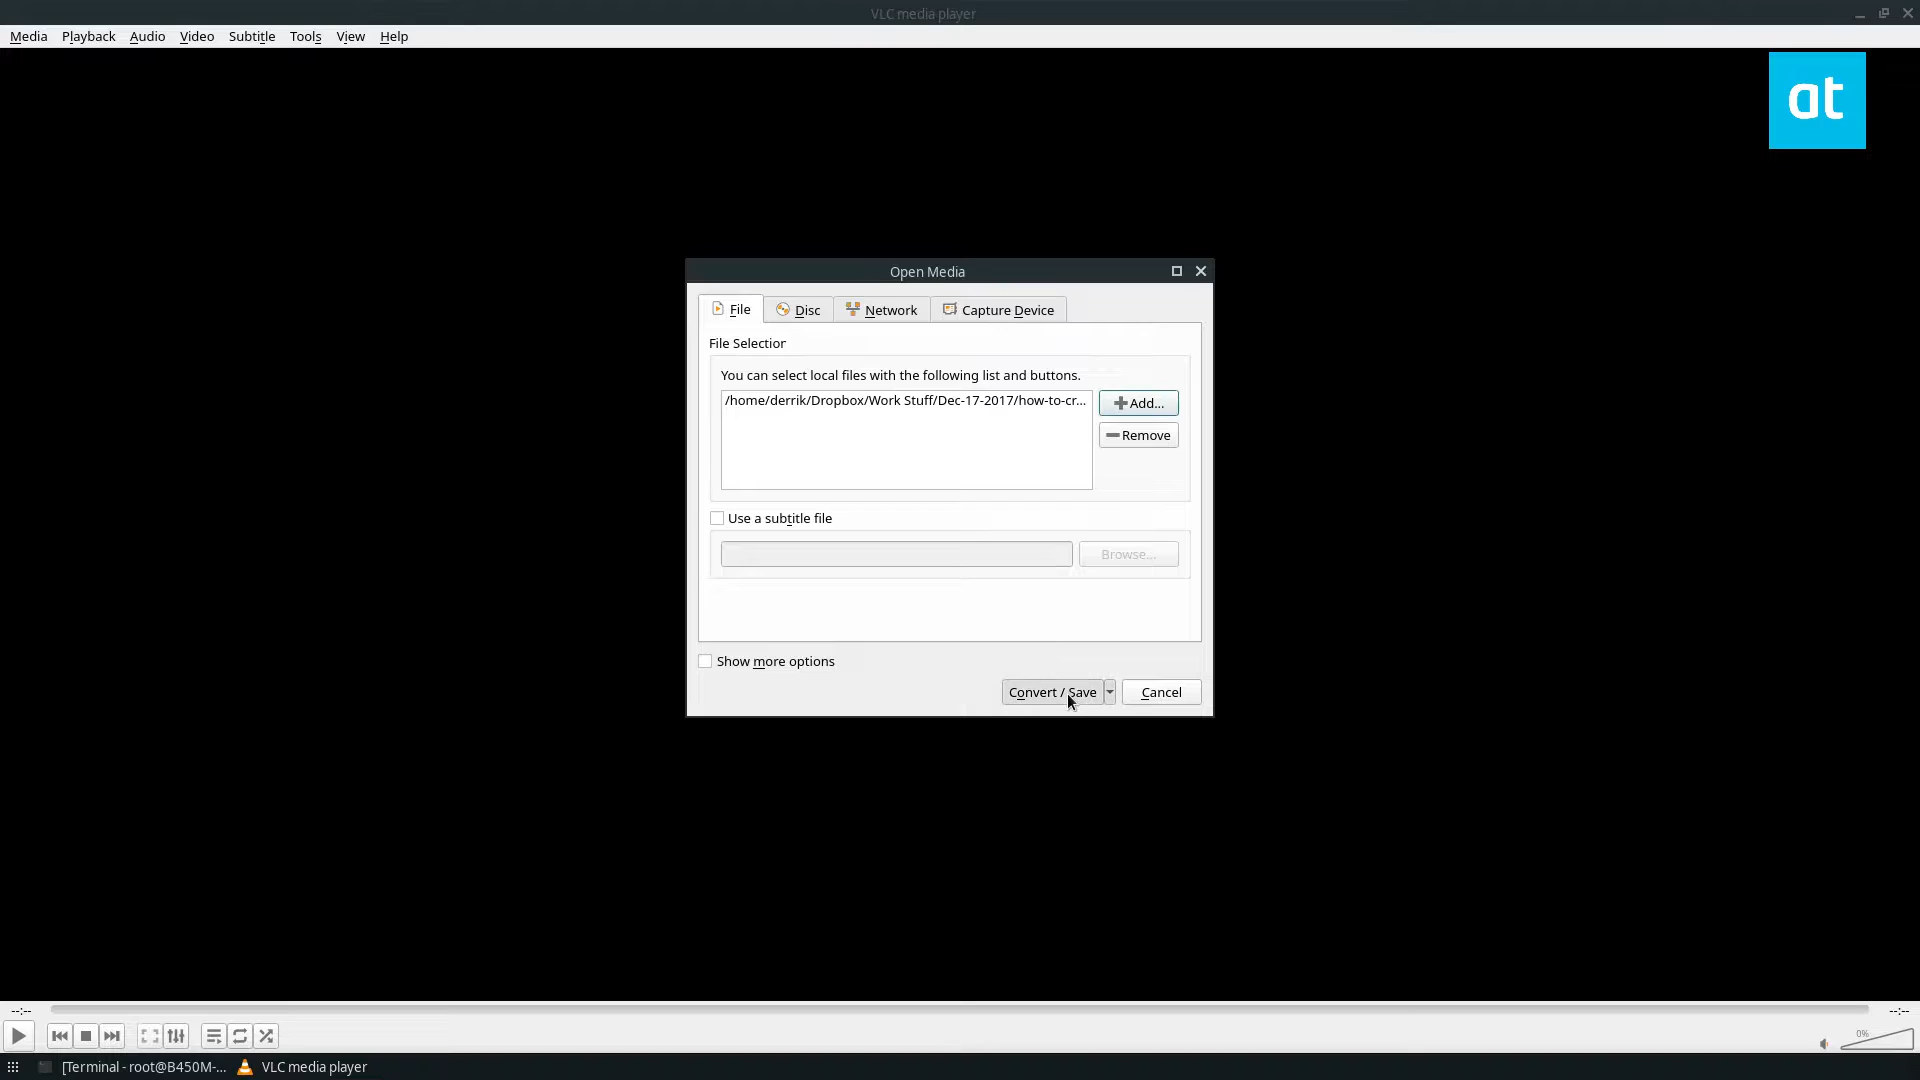 VLC media player
Media Playback Audio Video Subtitle Tools View Help
at
Open Media
File Disc Network Capture Device
File Selection
You can select local files with the following list and buttons.
/home/derrik/Dropbox/Work Stuff/Dec-17-2017/how-to-cr...
Add...
Remove
Use a subtitle file
Browse...
Show more options
Convert / Save Cancel
--:-- --:--
0%
[Terminal - root@B450M-... VLC media player